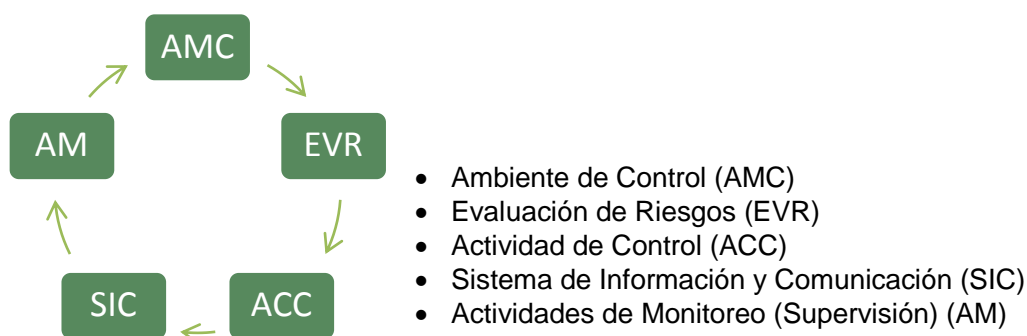 AMC
AM
EVR
SIC
ACC
• Ambiente de Control (AMC)
• Evaluación de Riesgos (EVR)
• Actividad de Control (ACC)
• Sistema de Información y Comunicación (SIC)
• Actividades de Monitoreo (Supervisión) (AM)